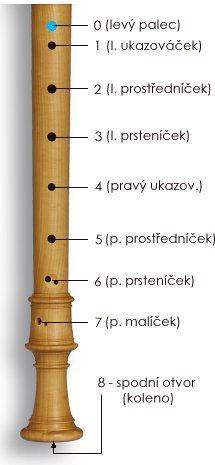 0 (levý palec)
1 (l. ukazováček)
2 (l. prostředníček)
3 (l. prsteníček)
4 (pravý ukazov.)
5 (p. prostředníček)
6 (p. prsteníček)
7 (p. malíček)
8 - spodní otvor
(koleno)